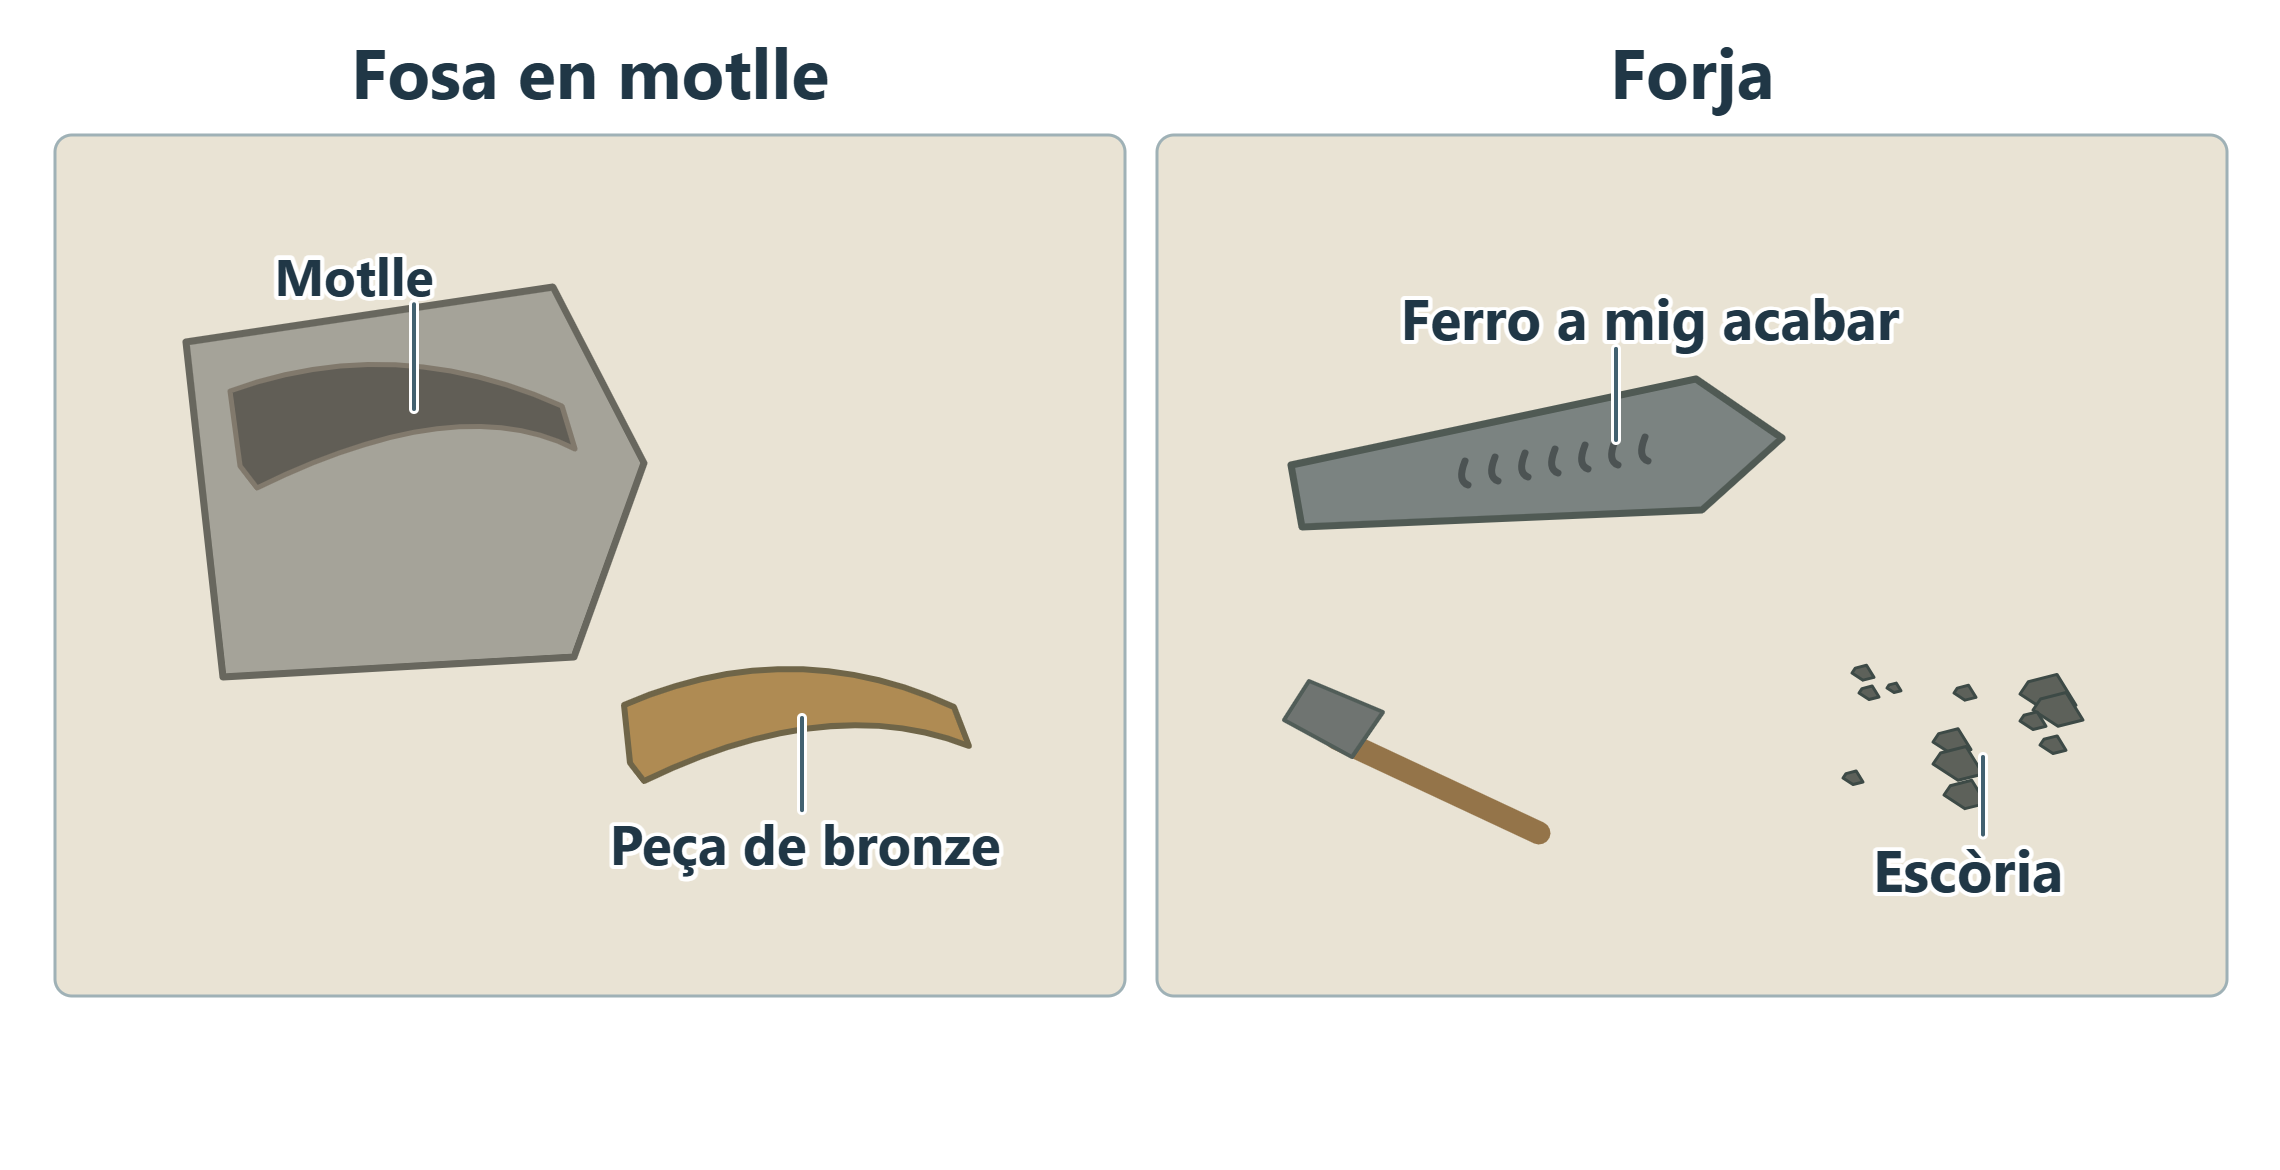 Fosa en motlle
Forja
Motlle
Ferro a mig acabar
Peça de bronze
Escòria